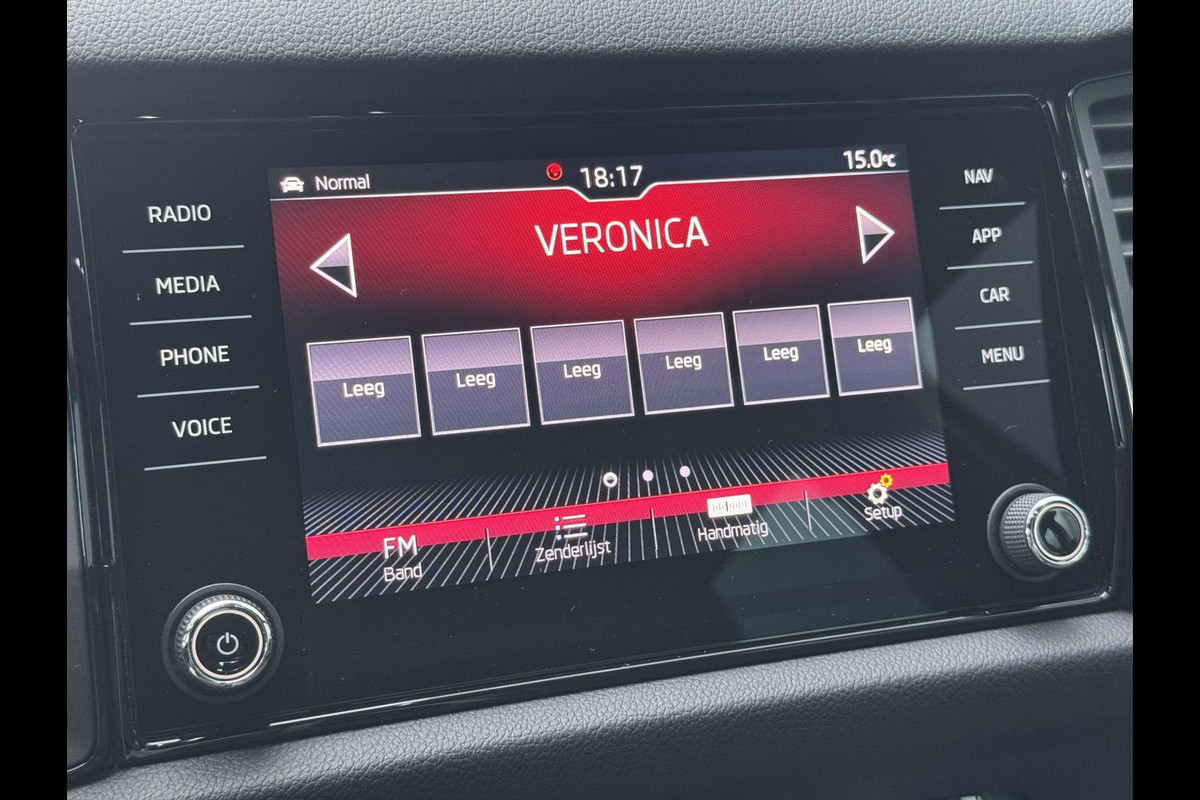 Normal
18:17
15.0°C
VERONICA
Leeg
Leeg
Leeg
Leeg
Leeg
Leeg
FM
Band
Zenderlijst
Handmatig
Setup
RADIO
MEDIA
PHONE
VOICE
NAV
APP
CAR
MENU